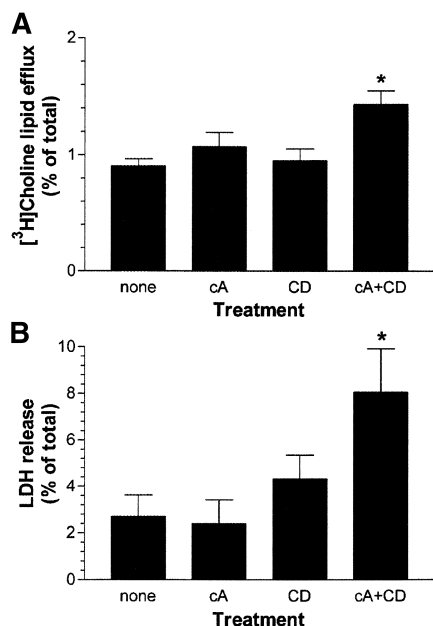 A
[³H]Choline lipid efflux
(% of total)
2
1
0
*
none cA CD cA+CD
Treatment
B
LDH release
(% of total)
10
8
6
4
2
0
*
none cA CD cA+CD
Treatment